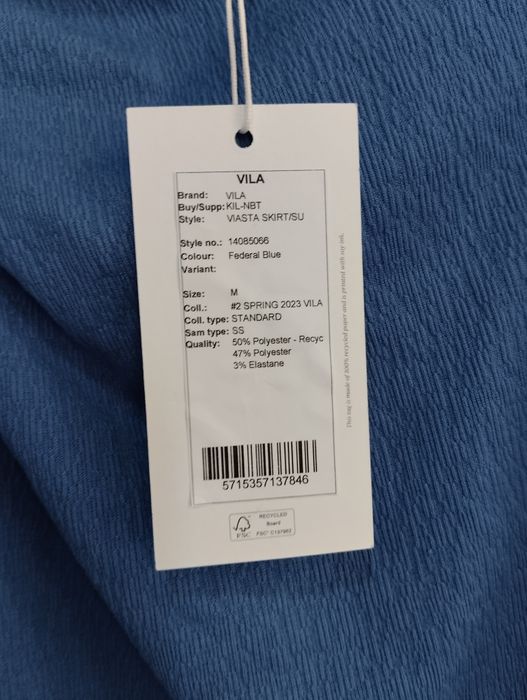 VILA
Brand: VILA
Buy/Supp: KIL-NBT
Style: VIASTA SKIRT/SU
Style no.: 14085066
Colour: Federal Blue
Variant:
Size: M
Coll.: #2 SPRING 2023 VILA
Coll. type: STANDARD
Sam type: SS
Quality: 50% Polyester - Recyc
47% Polyester
3% Elastane
5715357137846
This tag is made of 100% recycled paper and is printed with soy ink.
FSC
RECYCLED
Board